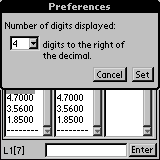 Preferences
Number of digits displayed:
4 digits to the right of
the decimal.
Cancel Set
4.7000 4.7000
3.5600 3.5600
1.8500 1.8500
------- -------
L1[7] Enter